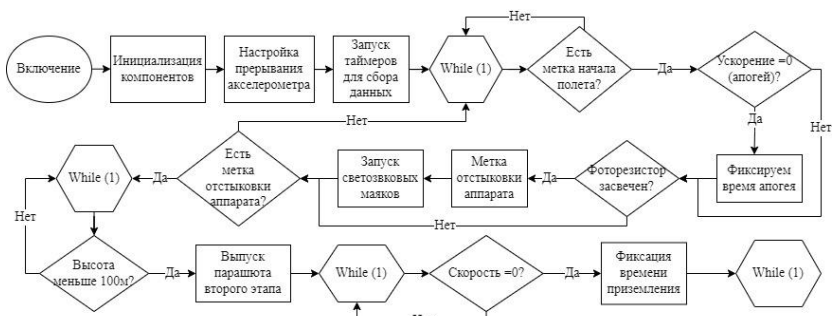 Включение
Инициализация
компонентов
Настройка
прерывания
акселерометра
Запуск
таймеров
для сбора
данных
While (1)
Нет
Есть
метка начала
полета?
Да
Ускорение =0
(апогей)?
Да
Нет
Фиксируем
время апогея
Фоторезистор
засвечен?
Да
Нет
Метка
отстыковки
аппарата
Запуск
светозвковых
маяков
Есть
метка
отстыковки
аппарата?
Нет
Да
While (1)
Нет
Высота
меньше 100м?
Да
Выпуск
парашюта
второго этапа
While (1)
Скорость =0?
Да
Фиксация
времени
приземления
While (1)